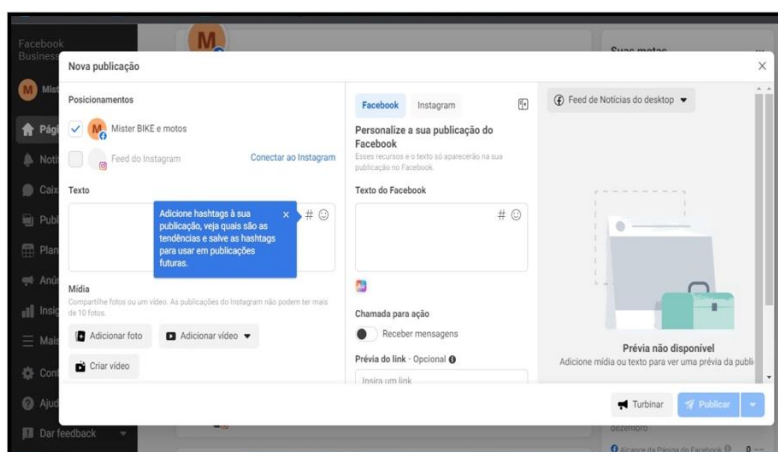 Facebook
Business
M
Suas metas
Nova publicação
Posicionamentos
Mister BIKE e motos
Feed do Instagram
Conectar ao Instagram
Texto
Adicione hashtags à sua
publicação, veja quais são as
tendências e salve as hashtags
para usar em publicações
futuras.
#
Mídia
Compartilhe fotos ou um vídeo. As publicações do Instagram não podem ter mais
de 10 fotos.
Adicionar foto
Adicionar vídeo
Criar vídeo
Facebook
Instagram
Personalize a sua publicação do
Facebook
Esses recursos e o texto só aparecerão na sua
publicação no Facebook.
Texto do Facebook
#
Chamada para ação
Receber mensagens
Prévia do link · Opcional
Insira um link
Feed de Notícias do desktop
Prévia não disponível
Adicione mídia ou texto para ver uma prévia da publi
Turbinar
Publicar
M
Mist
Pági
Notif
Caix
Publ
Plan
Anún
Insig
Mais
Conf
Ajud
Dar feedback
dezembro
Alcance da Página do Facebook
0